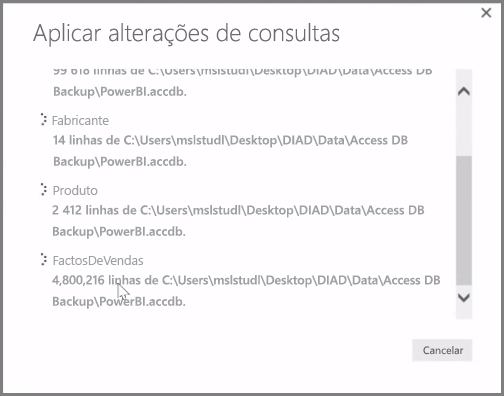 Aplicar alterações de consultas
99 618 linhas de C:\Users\mslstudl\Desktop\DIAD\Data\Access DB
Backup\PowerBI.accdb.
Fabricante
14 linhas de C:\Users\mslstudl\Desktop\DIAD\Data\Access DB
Backup\PowerBI.accdb.
Produto
2 412 linhas de C:\Users\mslstudl\Desktop\DIAD\Data\Access DB
Backup\PowerBI.accdb.
FactosDeVendas
4,800,216 linhas de C:\Users\mslstudl\Desktop\DIAD\Data\Access DB
Backup\PowerBI.accdb.
Cancelar